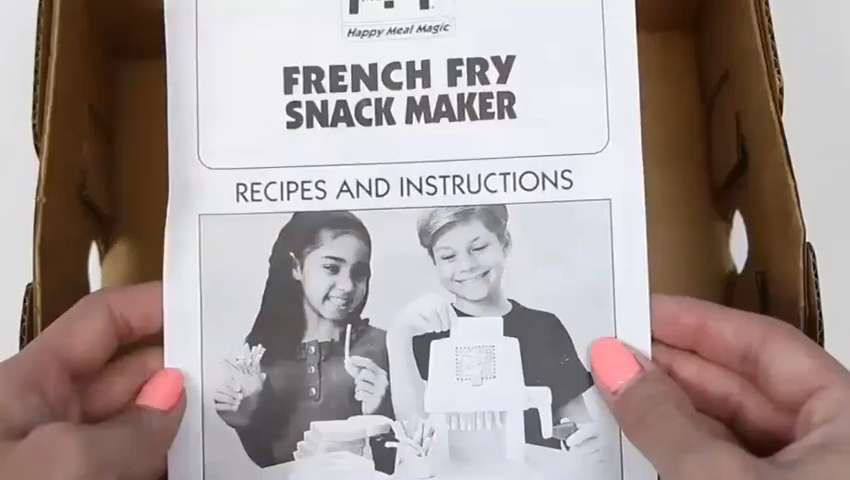 Happy Meal Magic
FRENCH FRY
SNACK MAKER
RECIPES AND INSTRUCTIONS